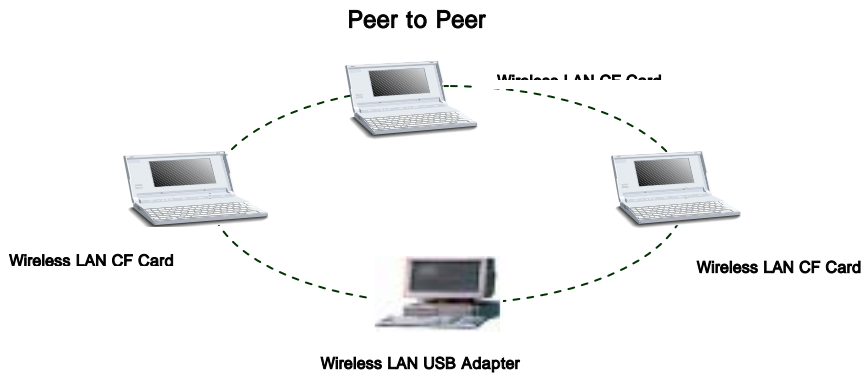 Peer to Peer
Wireless LAN CF Card
Wireless LAN CF Card
Wireless LAN CF Card
Wireless LAN USB Adapter